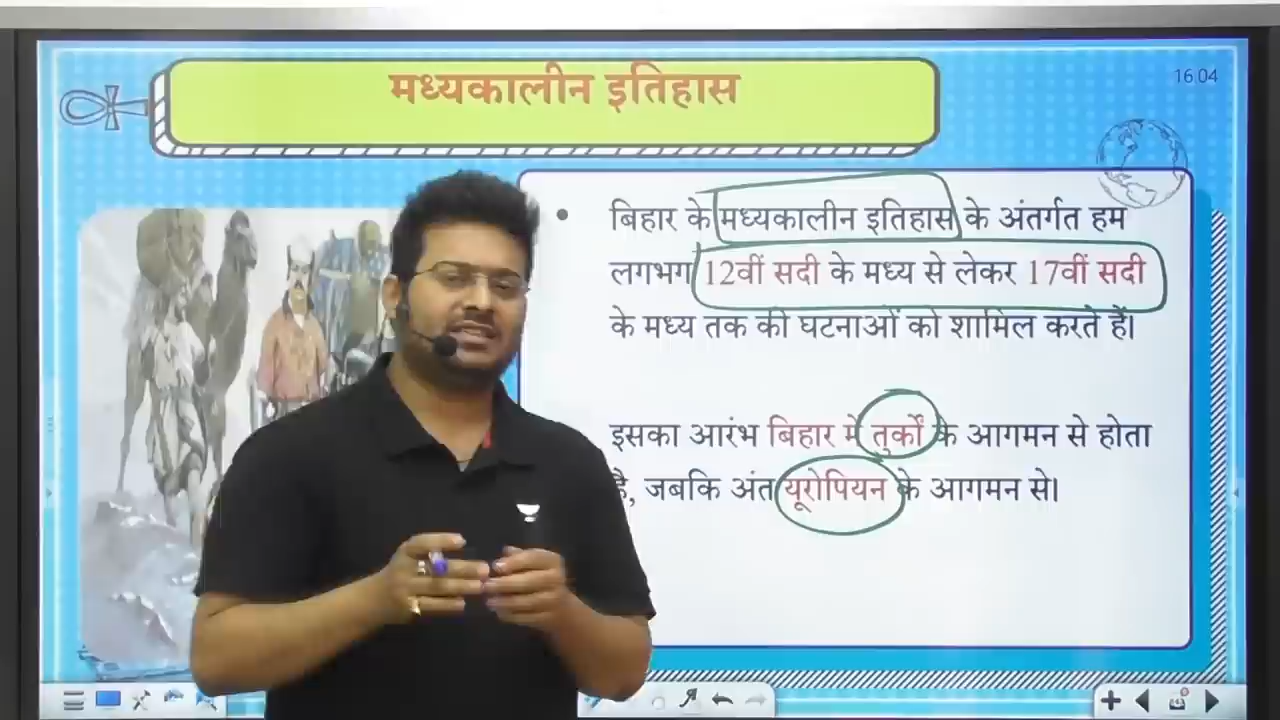 मध्यकालीन इतिहास
16:04
बिहार के मध्यकालीन इतिहास के अंतर्गत हम
लगभग 12वीं सदी के मध्य से लेकर 17वीं सदी
के मध्य तक की घटनाओं को शामिल करते हैं।
इसका आरंभ बिहार में तुर्कों के आगमन से होता
है, जबकि अंत यूरोपियन के आगमन से।